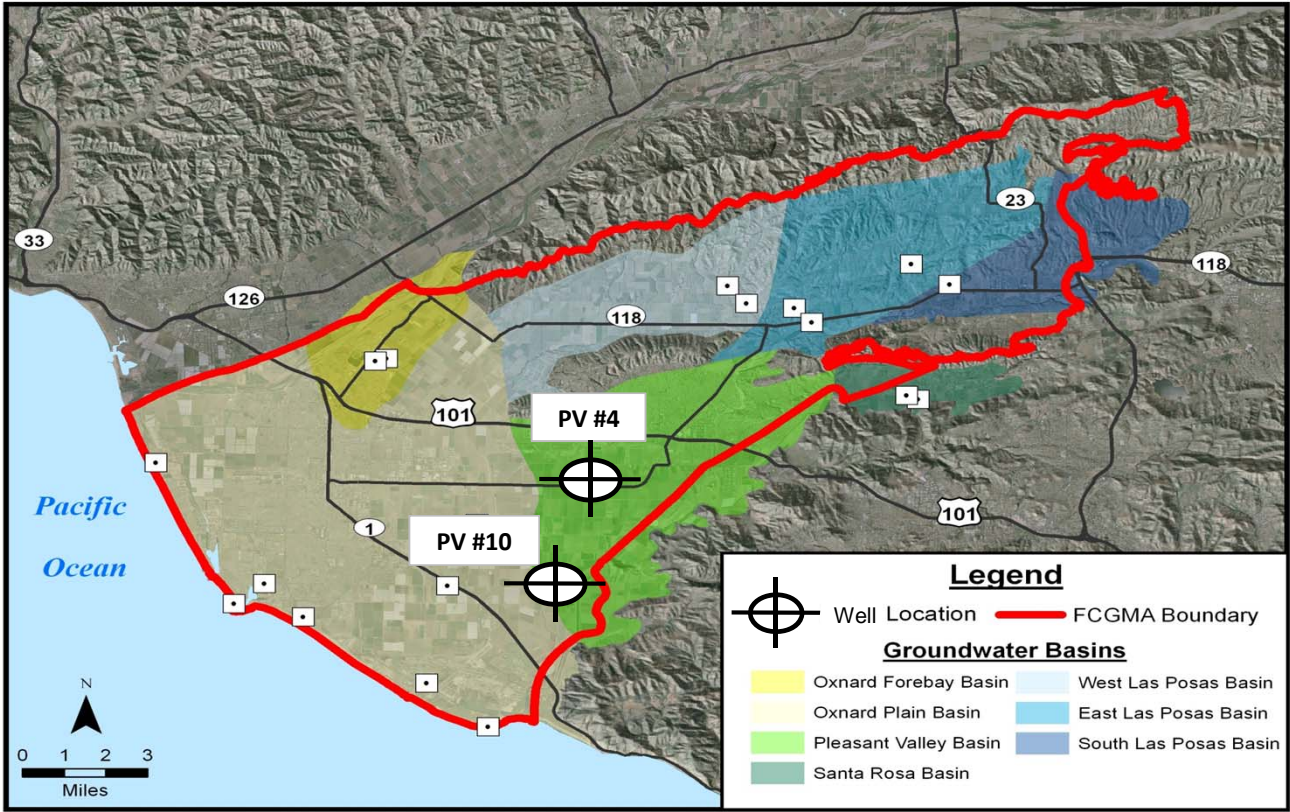 23
33
126
118
118
101
PV #4
Pacific
Ocean
1
PV #10
101
Legend
Well Location
FCGMA Boundary
Groundwater Basins
Oxnard Forebay Basin
West Las Posas Basin
Oxnard Plain Basin
East Las Posas Basin
Pleasant Valley Basin
South Las Posas Basin
Santa Rosa Basin
N
0 1 2 3
Miles